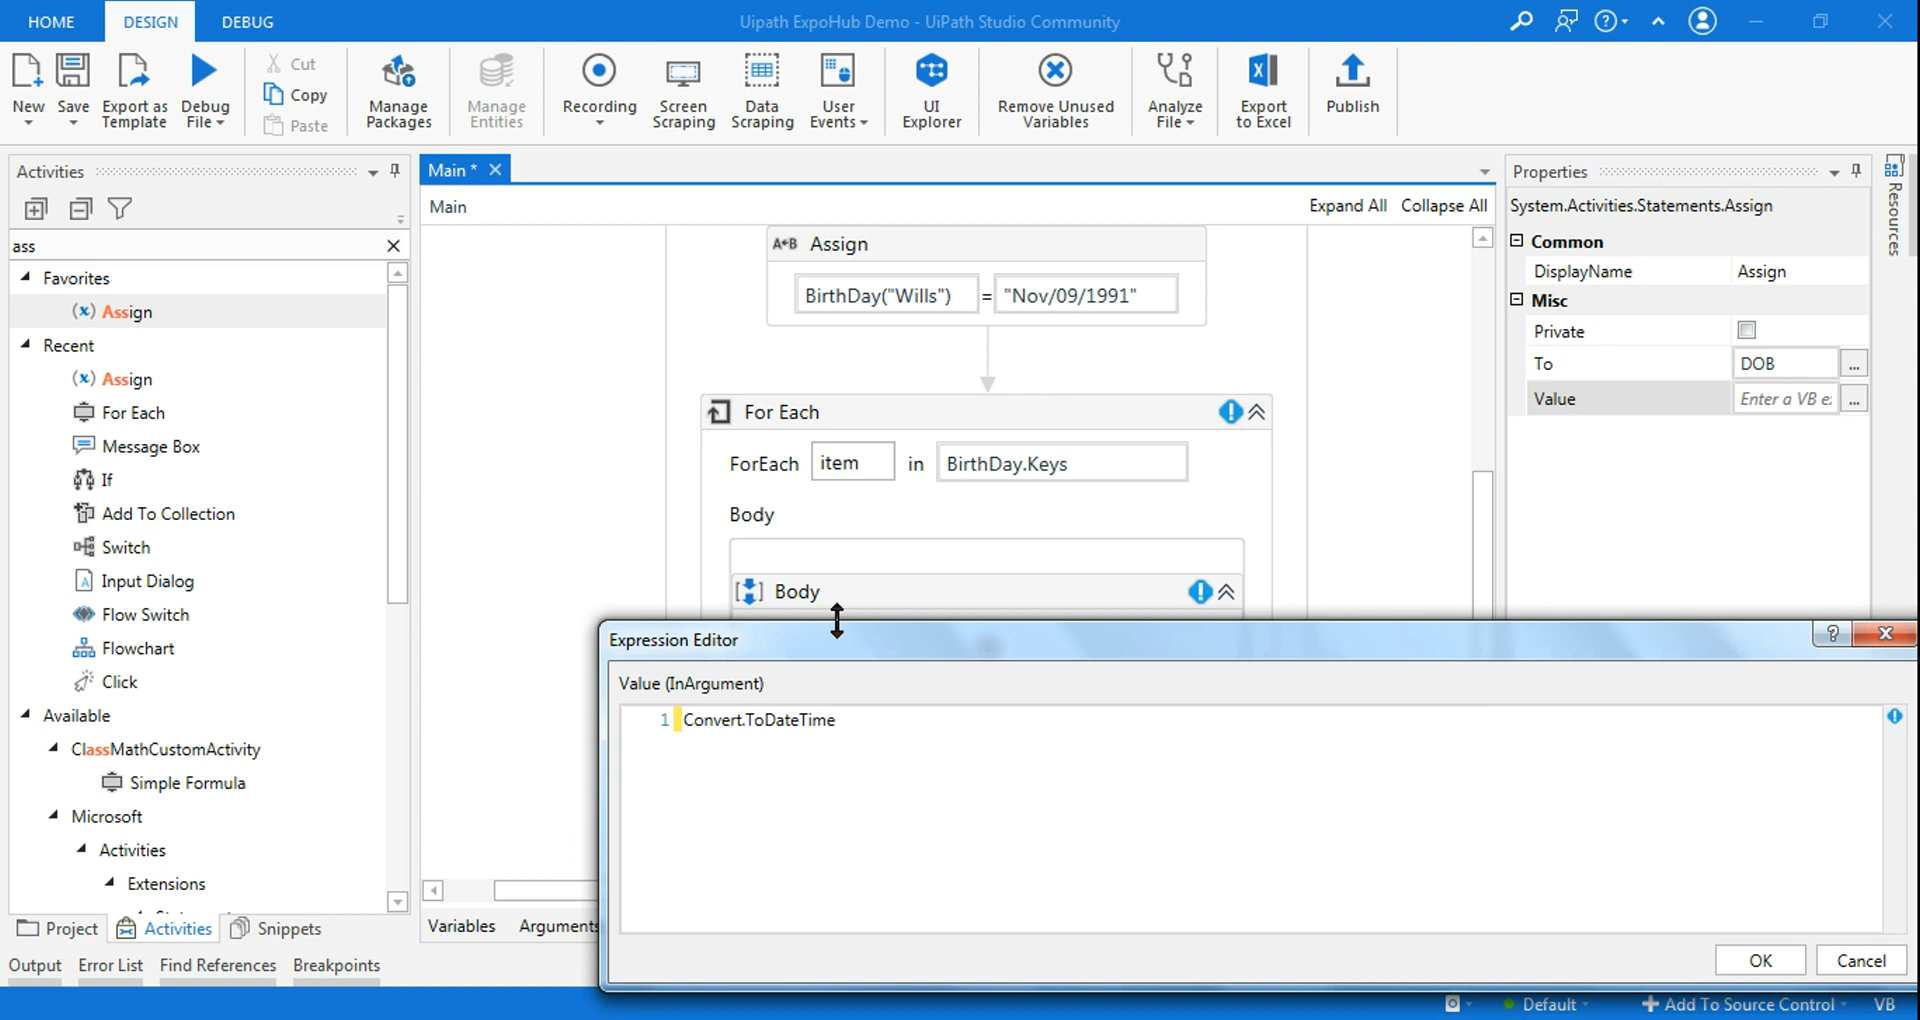 HOME DESIGN DEBUG Uipath ExpoHub Demo - UiPath Studio Community
New Save Export as Template Debug File Cut Copy Paste Manage Packages Manage Entities Recording Screen Scraping Data Scraping User Events UI Explorer Remove Unused Variables Analyze File Export to Excel Publish
Activities
ass
Favorites
(x) Assign
Recent
(x) Assign
For Each
Message Box
If
Add To Collection
Switch
Input Dialog
Flow Switch
Flowchart
Click
Available
ClassMathCustomActivity
Simple Formula
Microsoft
Activities
Extensions
Project Activities Snippets
Output Error List Find References Breakpoints
Main *
Main Expand All Collapse All
A←B Assign
BirthDay("Wills") = "Nov/09/1991"
For Each
ForEach item in BirthDay.Keys
Body
Body
Variables Arguments
Properties
System.Activities.Statements.Assign
Common
DisplayName Assign
Misc
Private
To DOB ...
Value Enter a VB e: ...
Resources
Expression Editor ?
Value (InArgument)
1 Convert.ToDateTime
OK Cancel
Default Add To Source Control VB